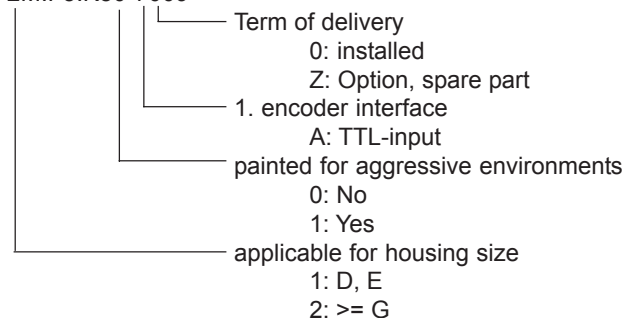 Term of delivery
0: installed
Z: Option, spare part
1. encoder interface
A: TTL-input
painted for aggressive environments
0: No
1: Yes
applicable for housing size
1: D, E
2: >= G